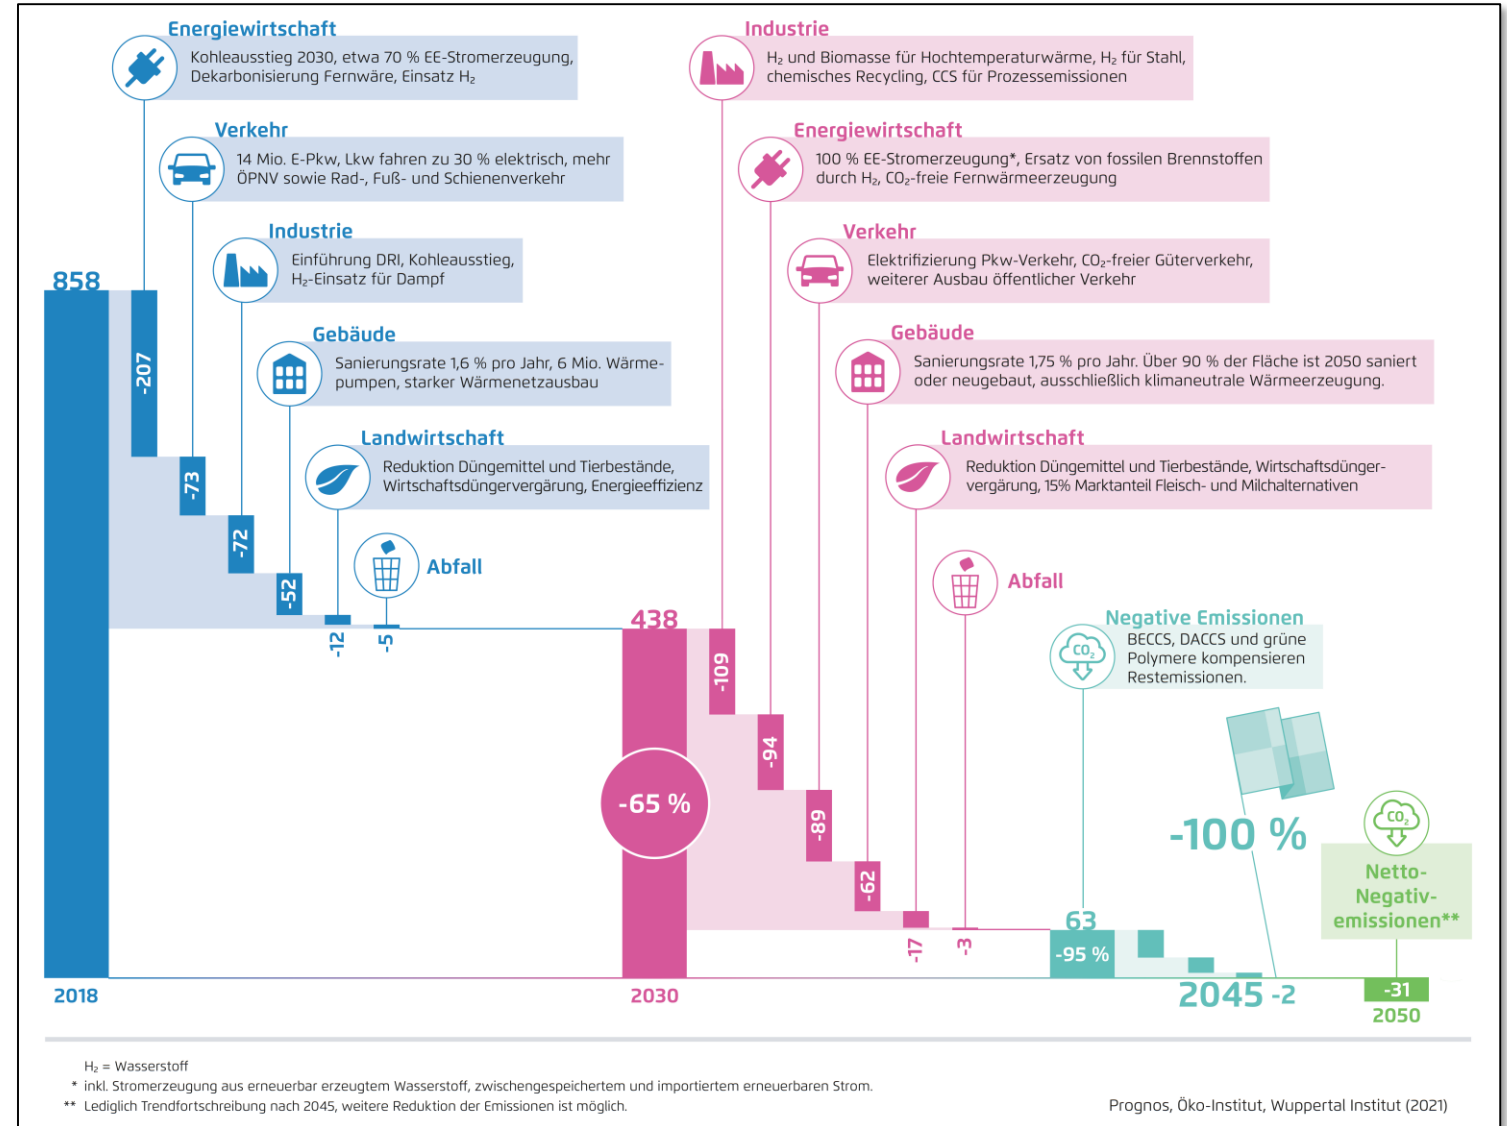 Energiewirtschaft
Kohleausstieg 2030, etwa 70 % EE-Stromerzeugung,
Dekarbonisierung Fernwäre, Einsatz H₂
Verkehr
14 Mio. E-Pkw, Lkw fahren zu 30 % elektrisch, mehr
ÖPNV sowie Rad-, Fuß- und Schienenverkehr
Industrie
Einführung DRI, Kohleausstieg,
H₂-Einsatz für Dampf
Gebäude
Sanierungsrate 1,6 % pro Jahr, 6 Mio. Wärme-
pumpen, starker Wärmenetzausbau
Landwirtschaft
Reduktion Düngemittel und Tierbestände,
Wirtschaftsdüngervergärung, Energieeffizienz
Abfall
858
-207
-73
-72
-52
-12
-5
2018
Industrie
H₂ und Biomasse für Hochtemperaturwärme, H₂ für Stahl,
chemisches Recycling, CCS für Prozessemissionen
Energiewirtschaft
100 % EE-Stromerzeugung*, Ersatz von fossilen Brennstoffen
durch H₂, CO₂-freie Fernwärmeerzeugung
Verkehr
Elektrifizierung Pkw-Verkehr, CO₂-freier Güterverkehr,
weiterer Ausbau öffentlicher Verkehr
Gebäude
Sanierungsrate 1,75 % pro Jahr. Über 90 % der Fläche ist 2050 saniert
oder neugebaut, ausschließlich klimaneutrale Wärmeerzeugung.
Landwirtschaft
Reduktion Düngemittel und Tierbestände, Wirtschaftsdünger-
vergärung, 15% Marktanteil Fleisch- und Milchalternativen
Abfall
438
-65 %
-109
-94
-89
-62
-17
-3
2030
Negative Emissionen
CO₂
BECCS, DACCS und grüne
Polymere kompensieren
Restemissionen.
63
-95 %
-100 %
2045
-2
CO₂
Netto-
Negativ-
emissionen**
-31
2050
H₂ = Wasserstoff
* inkl. Stromerzeugung aus erneuerbar erzeugtem Wasserstoff, zwischengespeichertem und importiertem erneuerbaren Strom.
** Lediglich Trendfortschreibung nach 2045, weitere Reduktion der Emissionen ist möglich.
Prognos, Öko-Institut, Wuppertal Institut (2021)